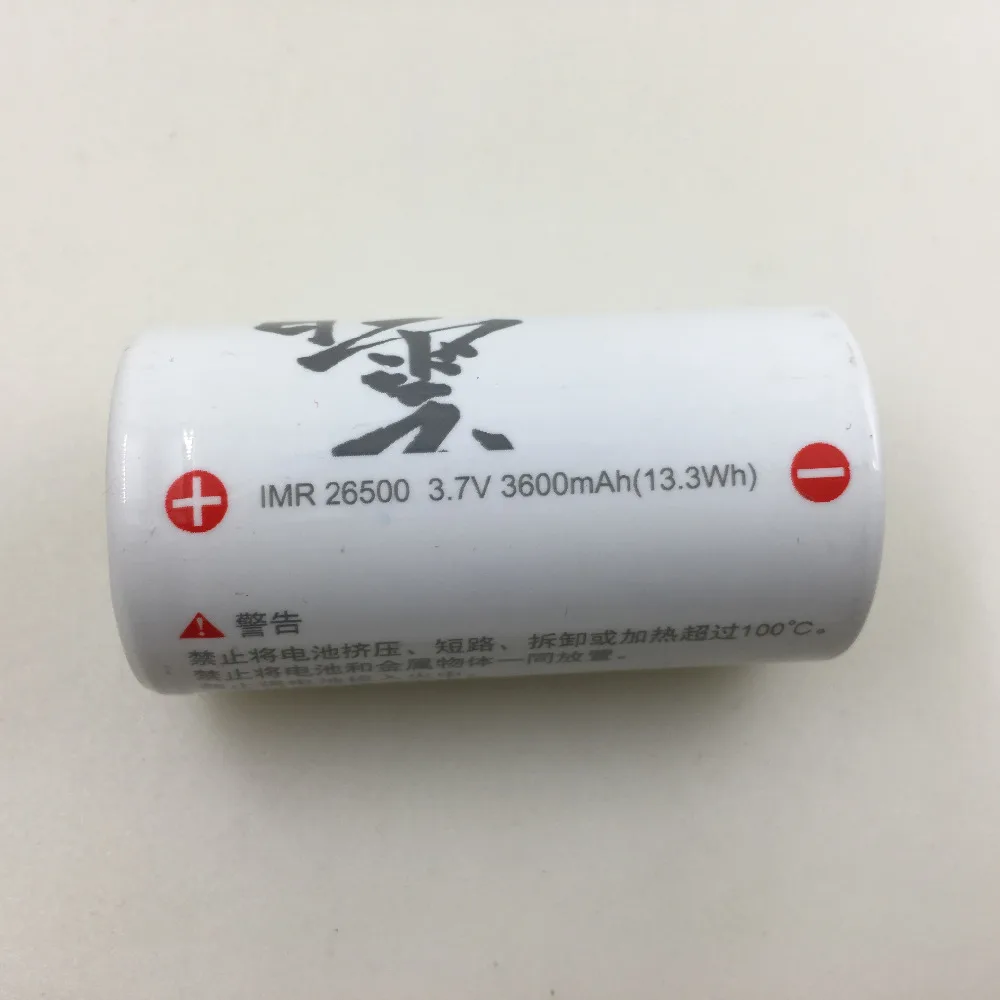 IMR 26500 3.7V 3600mAh(13.3Wh)
警告
禁止将电池挤压、短路、拆卸或加热超过100℃。
禁止将电池和金属物体一同放置。